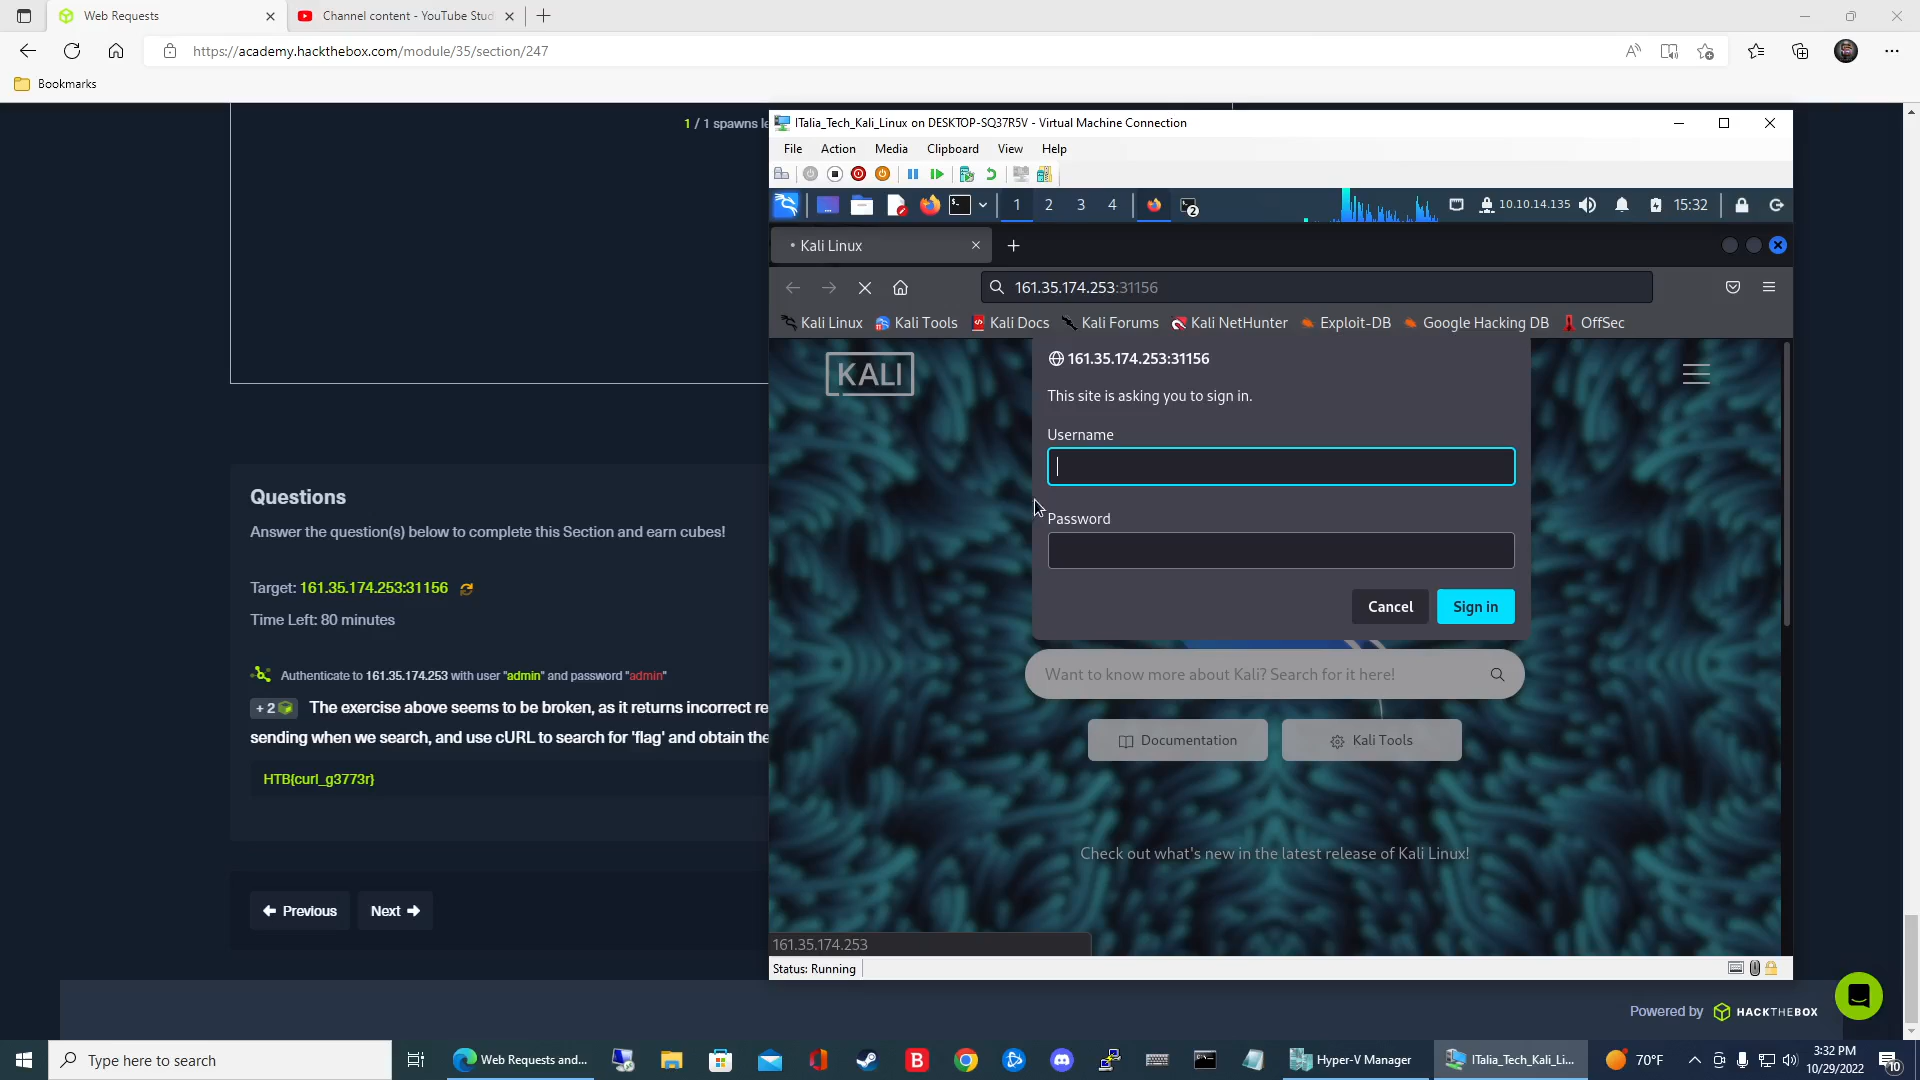 Web Requests
Channel content - YouTube Stud
https://academy.hackthebox.com/module/35/section/247
Bookmarks
1 / 1 spawns le
ITalia_Tech_Kali_Linux on DESKTOP-SQ37R5V - Virtual Machine Connection
File Action Media Clipboard View Help
1 2 3 4
2
10.10.14.135
15:32
Kali Linux
161.35.174.253:31156
Kali Linux Kali Tools Kali Docs Kali Forums Kali NetHunter Exploit-DB Google Hacking DB OffSec
KALI
161.35.174.253:31156
This site is asking you to sign in.
Username
Password
Cancel Sign in
Want to know more about Kali? Search for it here!
Documentation Kali Tools
Check out what's new in the latest release of Kali Linux!
161.35.174.253
Status: Running
Questions
Answer the question(s) below to complete this Section and earn cubes!
Target: 161.35.174.253:31156
Time Left: 80 minutes
Authenticate to 161.35.174.253 with user "admin" and password "admin"
+ 2 The exercise above seems to be broken, as it returns incorrect re
sending when we search, and use cURL to search for 'flag' and obtain the
HTB{curl_g3773r}
Previous Next
Powered by HACKTHEBOX
Type here to search
Web Requests and...
Hyper-V Manager
ITalia_Tech_Kali_Li...
70°F
3:32 PM
10/29/2022
10